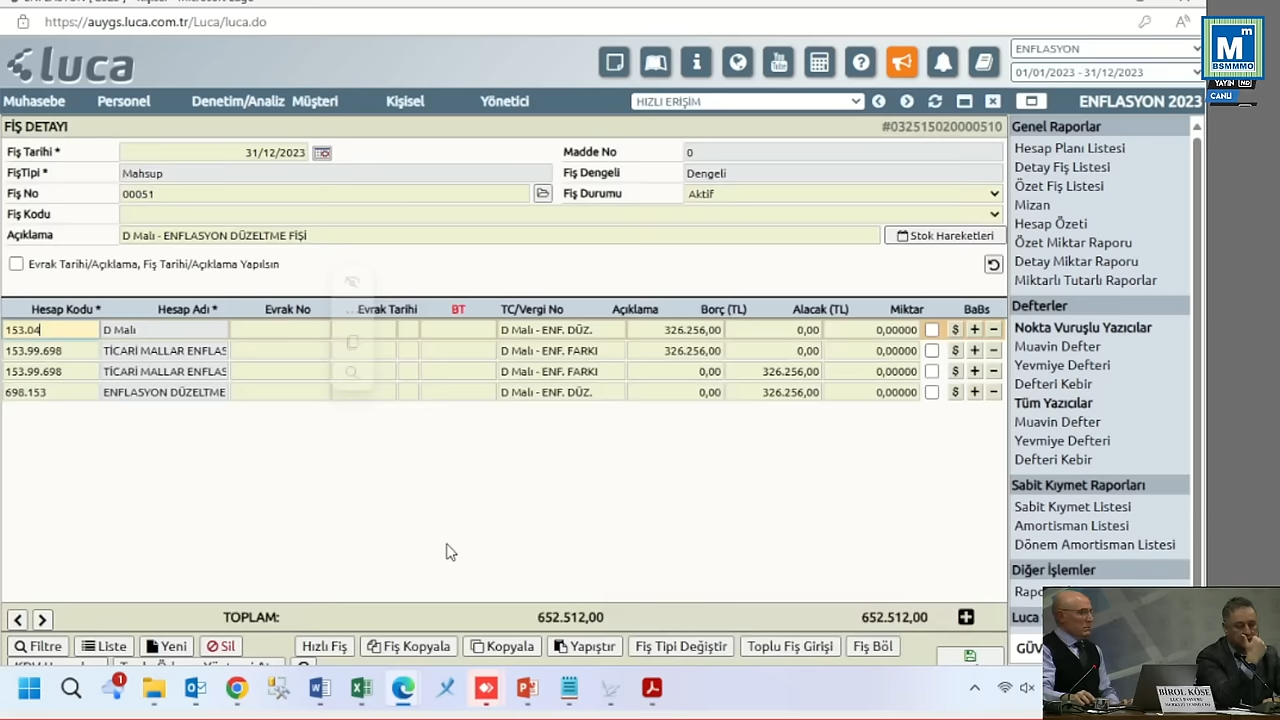 https://auygs.luca.com.tr/Luca/luca.do
luca
ENFLASYON
01/01/2023 - 31/12/2023
M m
BSMMMO
YAYIN HD
CANLI
Muhasebe Personel Denetim/Analiz Müşteri Kişisel Yönetici HIZLI ERİŞİM ENFLASYON 2023
FİŞ DETAYI #032515020000510
Fiş Tarihi * 31/12/2023 Madde No 0
FişTipi * Mahsup Fiş Dengeli Dengeli
Fiş No 00051 Fiş Durumu Aktif
Fiş Kodu
Açıklama D Malı - ENFLASYON DÜZELTME FİŞİ Stok Hareketleri
Evrak Tarihi/Açıklama, Fiş Tarihi/Açıklama Yapılsın
Hesap Kodu * Hesap Adı * Evrak No ... Evrak Tarihi BT TC/Vergi No Açıklama Borç (TL) Alacak (TL) Miktar BaBs
153.04 D Malı D Malı - ENF. DÜZ. 326.256,00 0,00 0,00000 $ + -
153.99.698 TİCARİ MALLAR ENFLAS D Malı - ENF. FARKI 326.256,00 0,00 0,00000 $ + -
153.99.698 TİCARİ MALLAR ENFLAS D Malı - ENF. FARKI 0,00 326.256,00 0,00000 $ + -
698.153 ENFLASYON DÜZELTME D Malı - ENF. DÜZ. 0,00 326.256,00 0,00000 $ + -
TOPLAM: 652.512,00 652.512,00
Filtre Liste Yeni Sil Hızlı Fiş Fiş Kopyala Kopyala Yapıştır Fiş Tipi Değiştir Toplu Fiş Girişi Fiş Böl
Genel Raporlar
Hesap Planı Listesi
Detay Fiş Listesi
Özet Fiş Listesi
Mizan
Hesap Özeti
Özet Miktar Raporu
Detay Miktar Raporu
Miktarlı Tutarlı Raporlar
Defterler
Nokta Vuruşlu Yazıcılar
Muavin Defter
Yevmiye Defteri
Defteri Kebir
Tüm Yazıcılar
Muavin Defter
Yevmiye Defteri
Defteri Kebir
Sabit Kıymet Raporları
Sabit Kıymet Listesi
Amortisman Listesi
Dönem Amortisman Listesi
Diğer İşlemler
Luca
GÜV
1
BİROL KÖSE